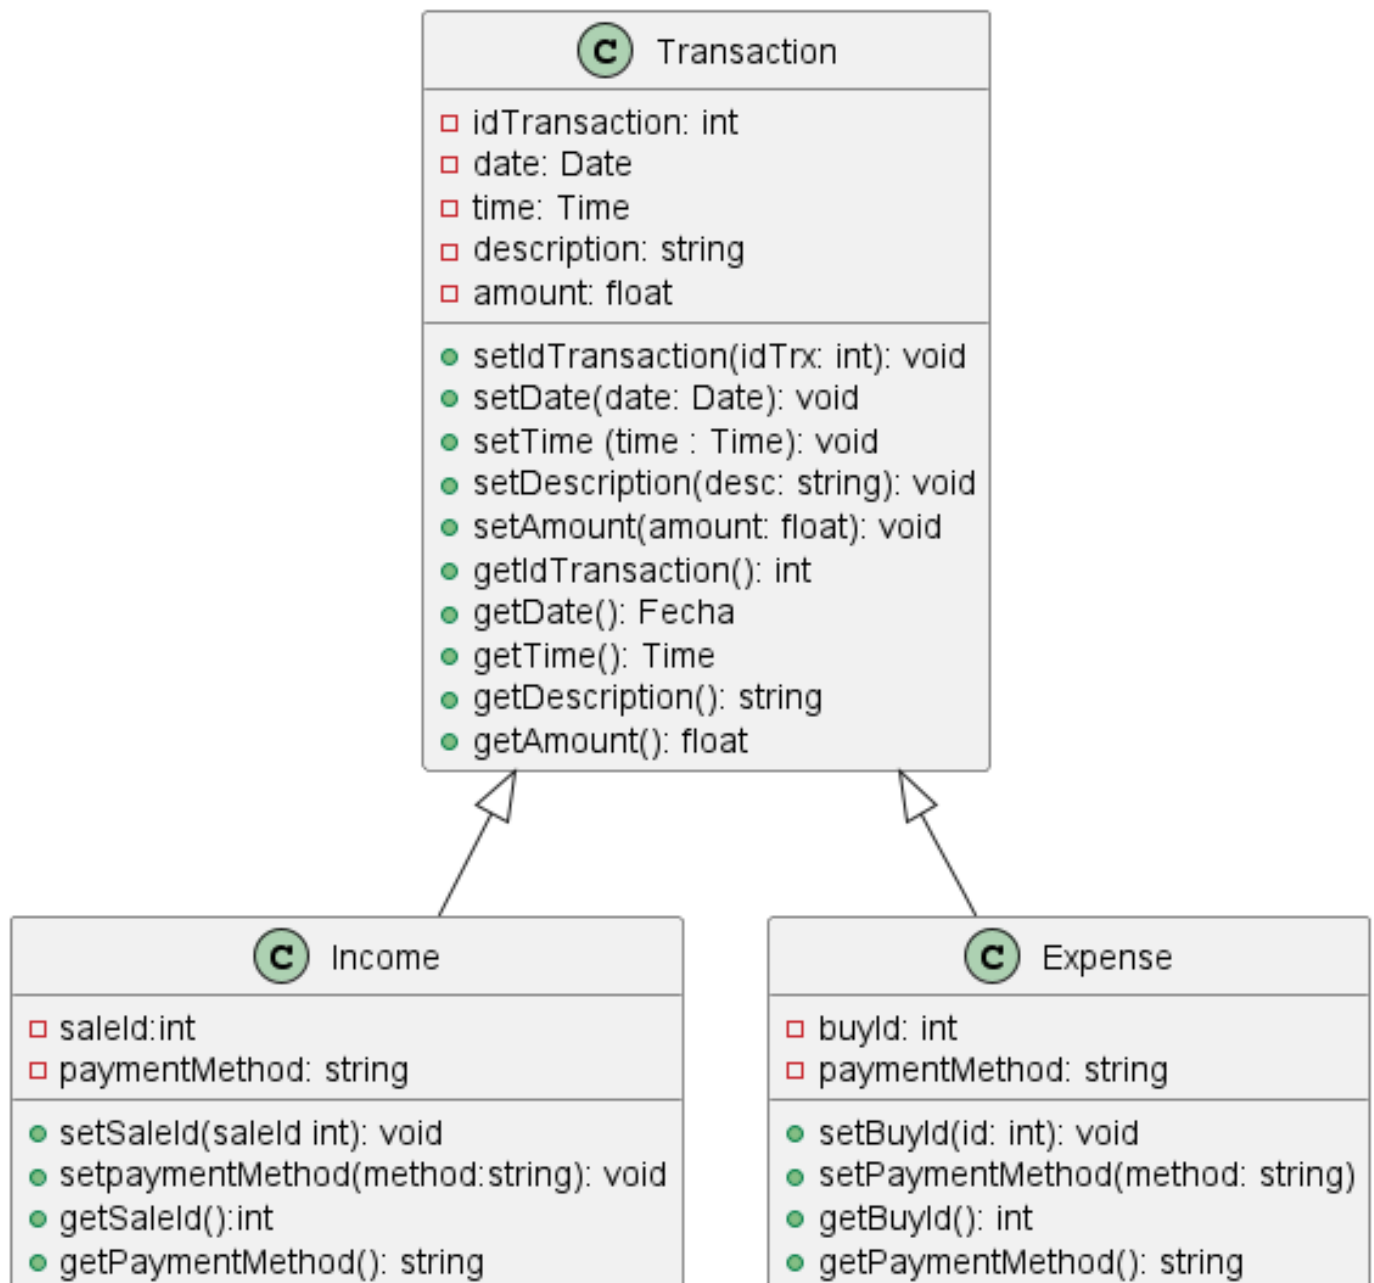 C Transaction
idTransaction: int
date: Date
time: Time
description: string
amount: float
setIdTransaction(idTrx: int): void
setDate(date: Date): void
setTime (time : Time): void
setDescription(desc: string): void
setAmount(amount: float): void
getIdTransaction(): int
getDate(): Fecha
getTime(): Time
getDescription(): string
getAmount(): float
C Income
saleId:int
paymentMethod: string
setSaleId(saleId int): void
setpaymentMethod(method:string): void
getSaleId():int
getPaymentMethod(): string
C Expense
buyId: int
paymentMethod: string
setBuyId(id: int): void
setPaymentMethod(method: string)
getBuyId(): int
getPaymentMethod(): string